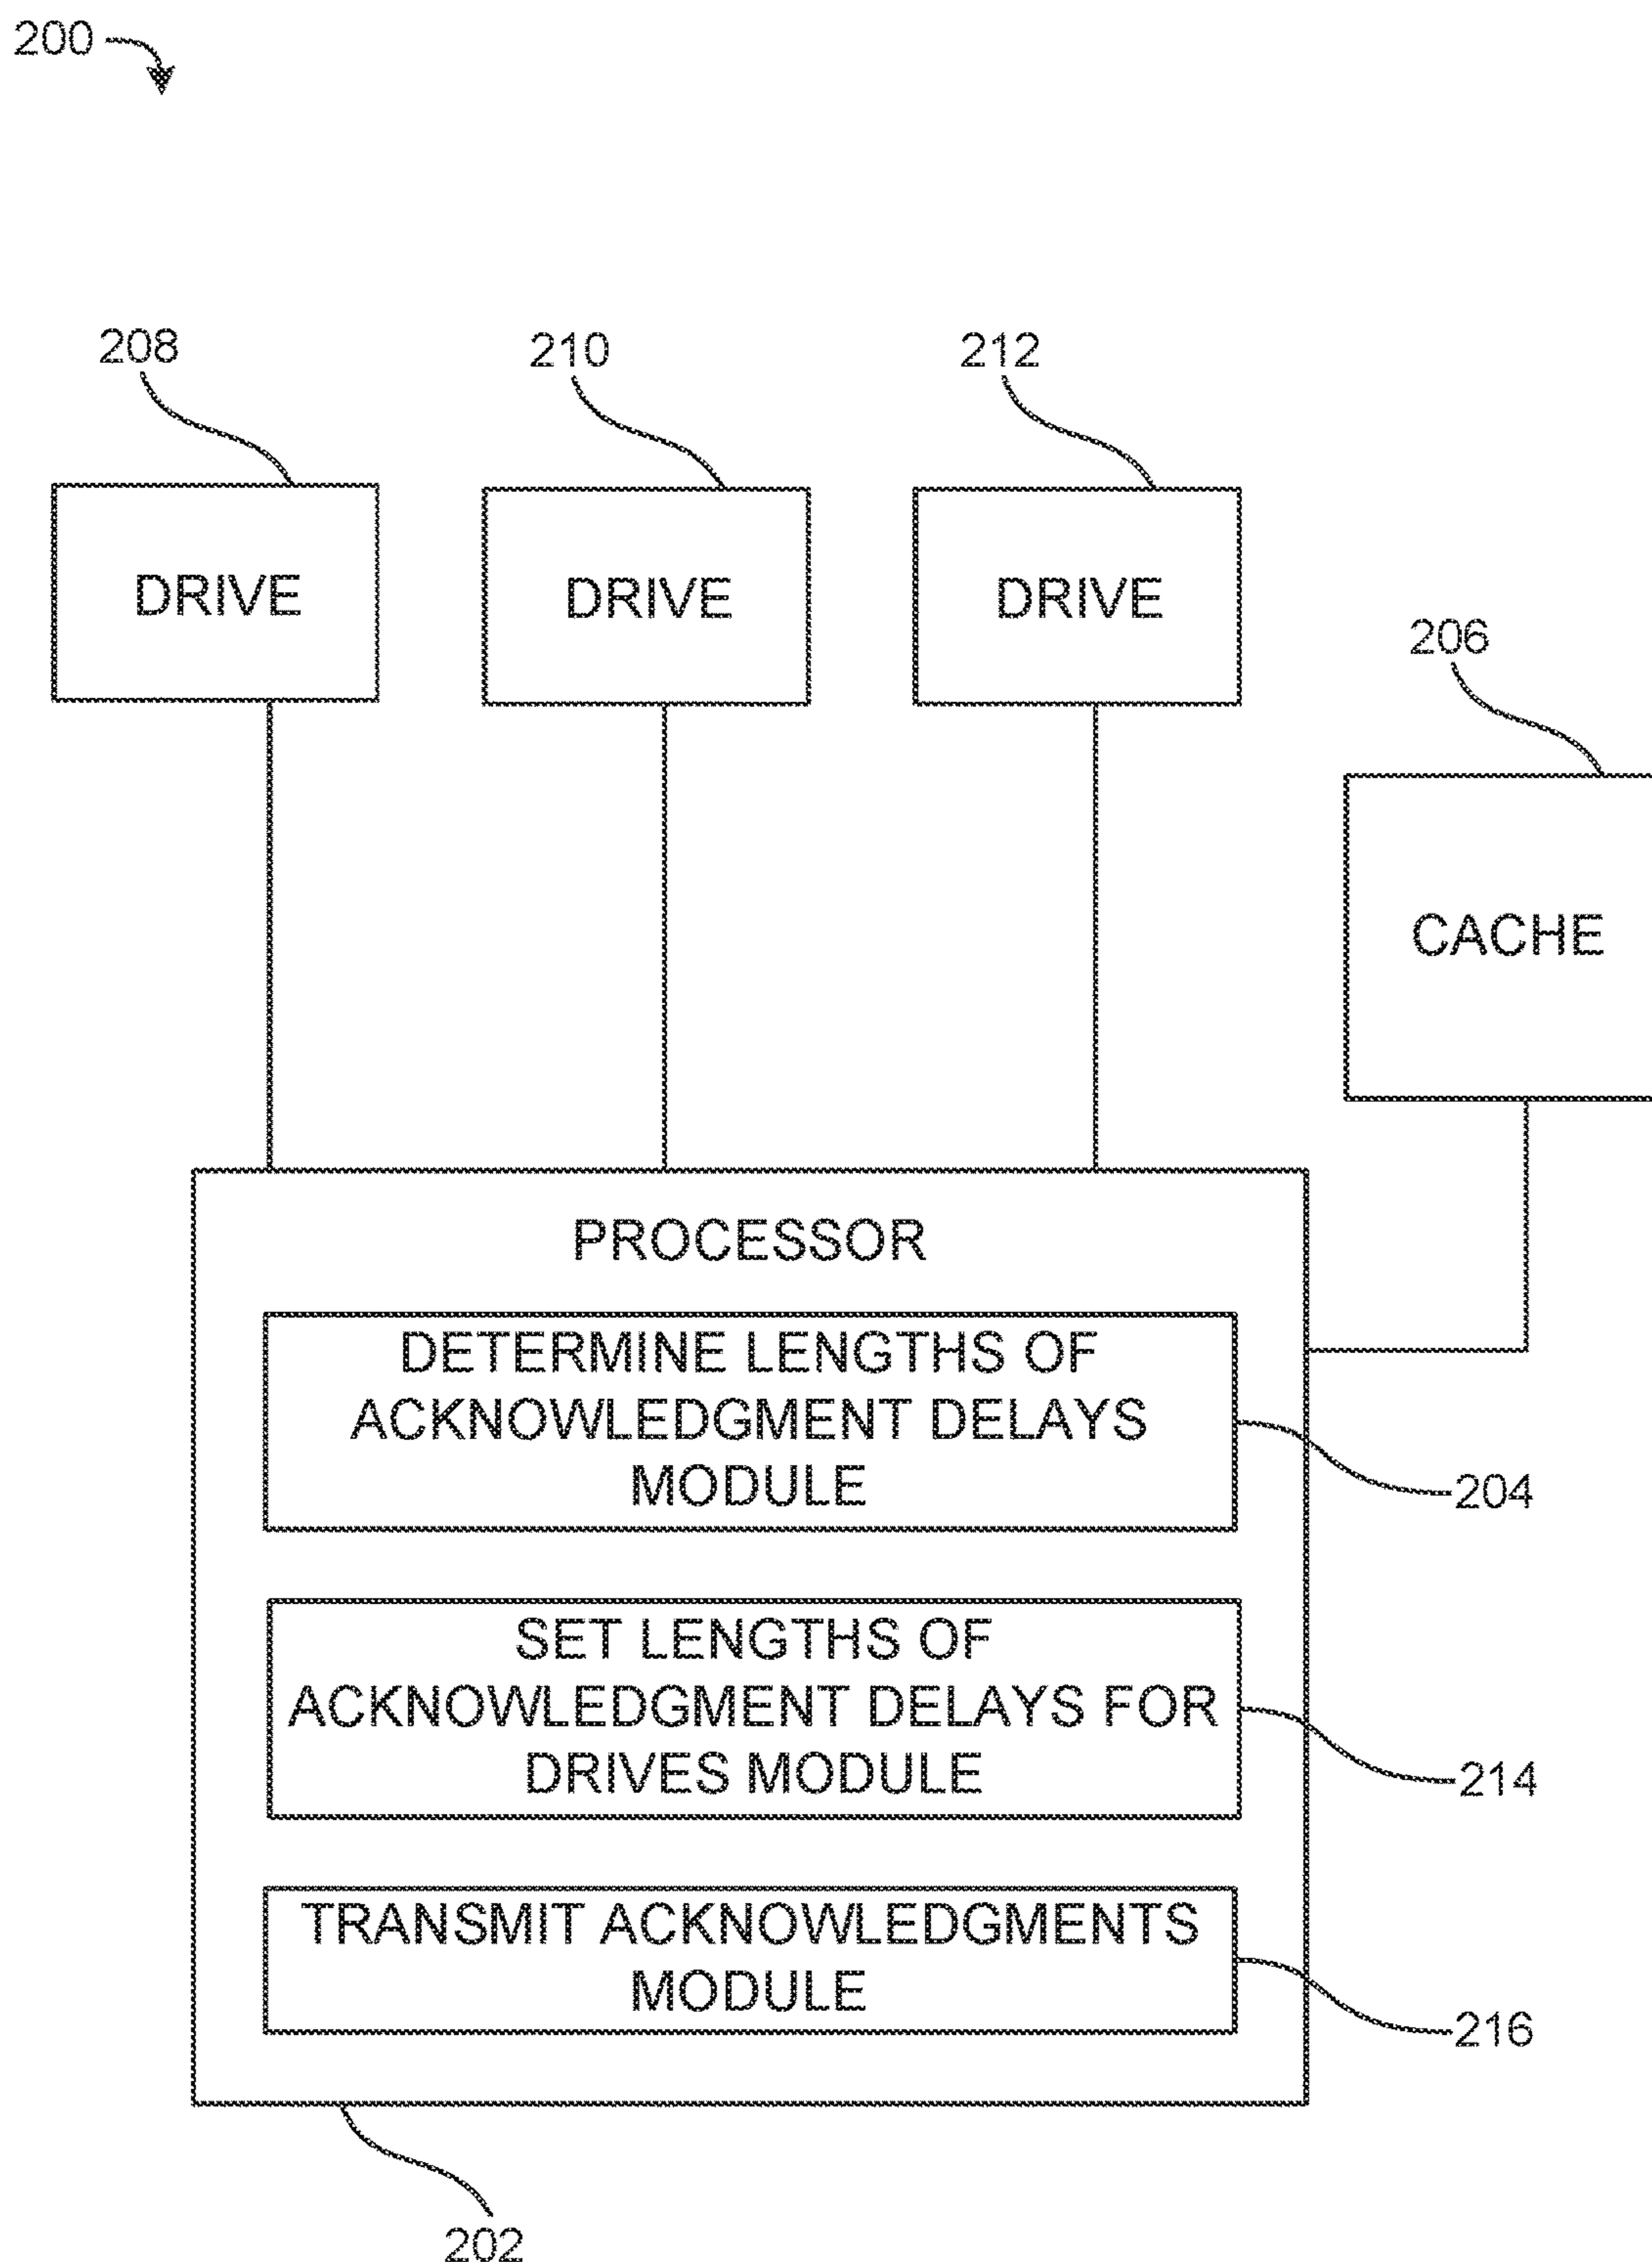 200
208
210
212
DRIVE
DRIVE
DRIVE
206
CACHE
PROCESSOR
DETERMINE LENGTHS OF
ACKNOWLEDGMENT DELAYS
MODULE
204
SET LENGTHS OF
ACKNOWLEDGMENT DELAYS FOR
DRIVES MODULE
214
TRANSMIT ACKNOWLEDGMENTS
MODULE
216
202